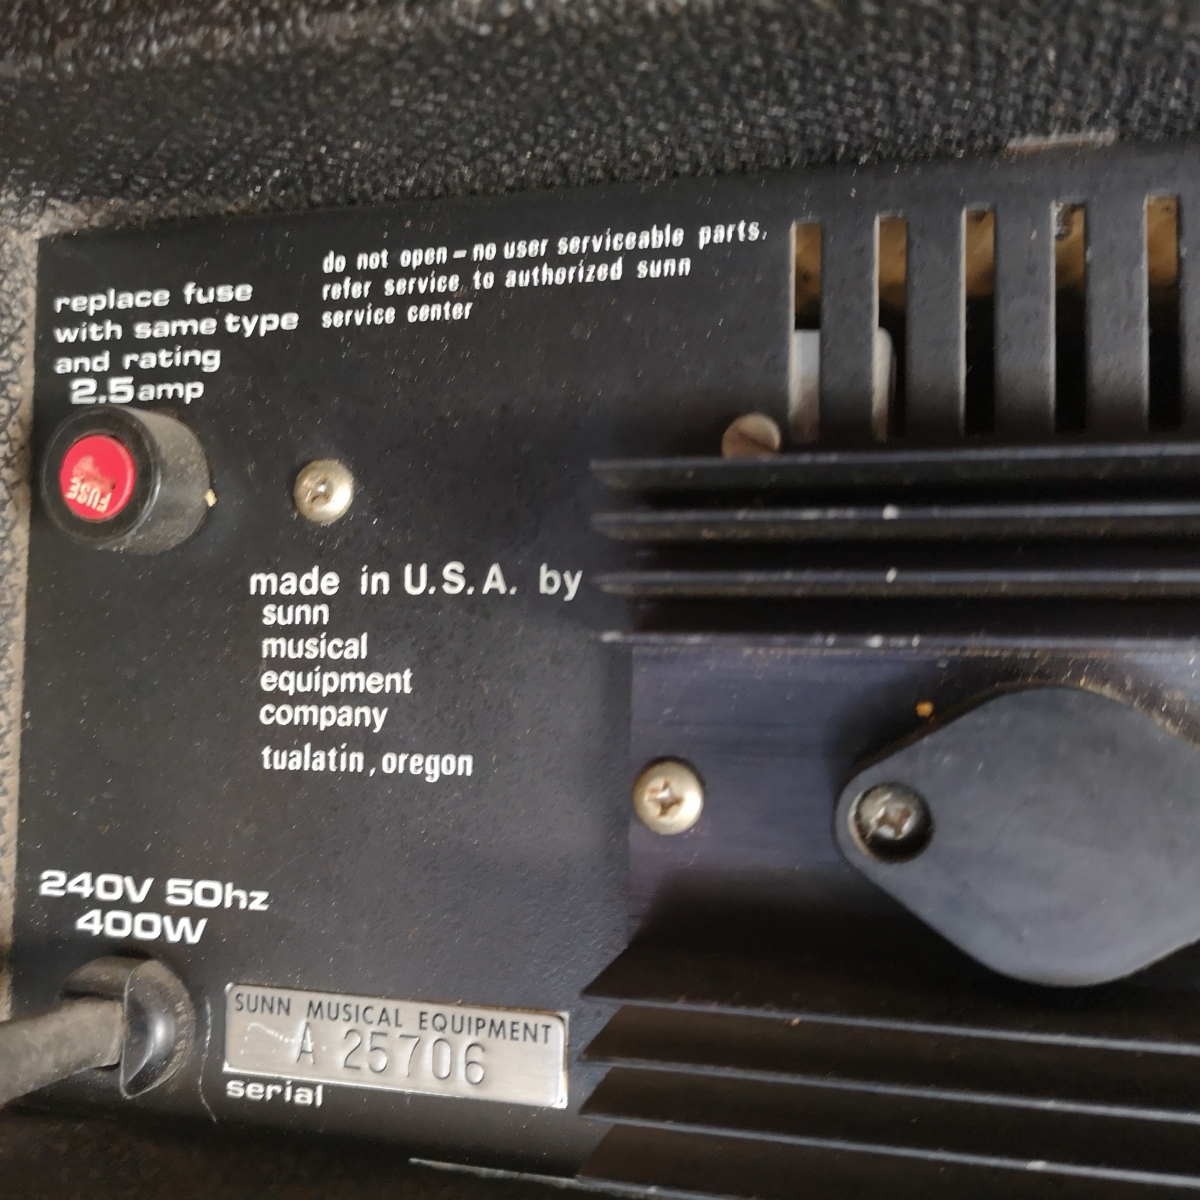 do not open – no user serviceable parts.
refer service to authorized sunn
service center
replace fuse
with same type
and rating
2.5 amp
FUSE
made in U.S.A. by
sunn
musical
equipment
company
tualatin, oregon
240V 50hz
400W
SUNN MUSICAL EQUIPMENT
A 25706
serial